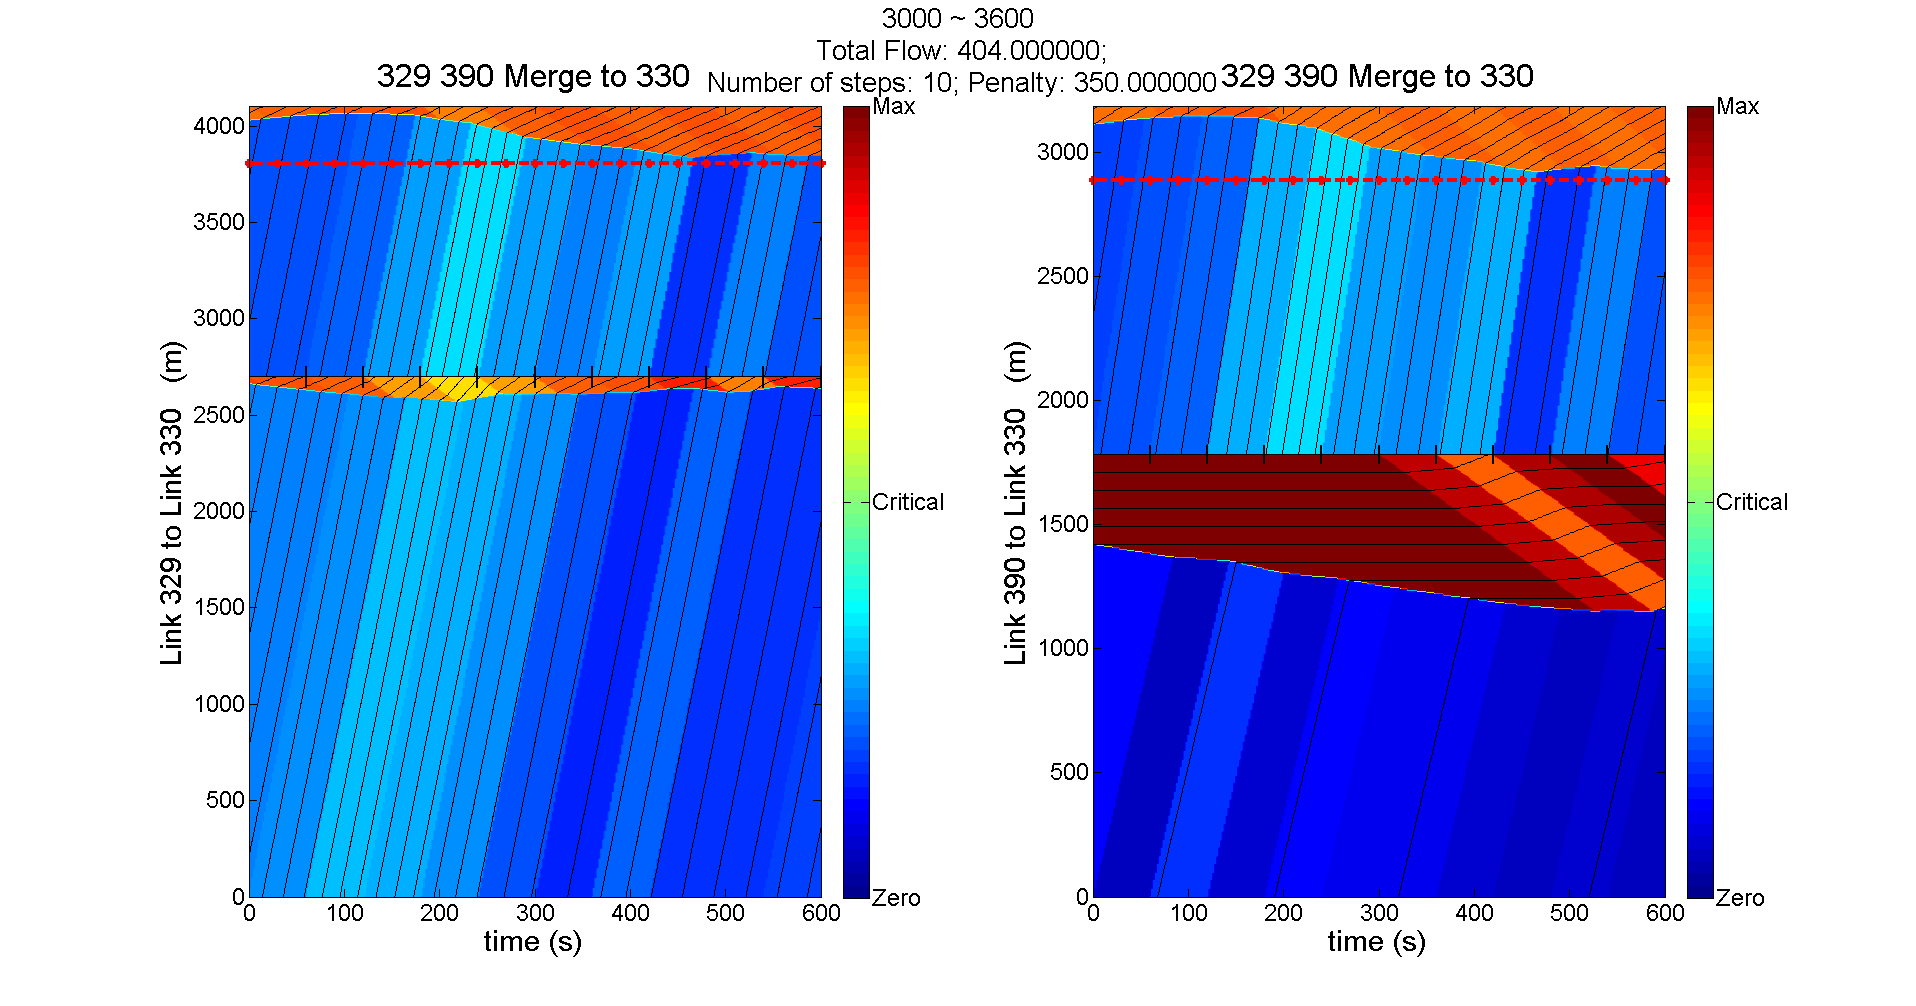 3000 ~ 3600
Total Flow: 404.000000;
Number of steps: 10; Penalty: 350.000000
329 390 Merge to 330
Link 329 to Link 330 (m)
4000
3500
3000
2500
2000
1500
1000
500
0
0 100 200 300 400 500 600
time (s)
Max
Critical
Zero
329 390 Merge to 330
Link 390 to Link 330 (m)
3000
2500
2000
1500
1000
500
0
0 100 200 300 400 500 600
time (s)
Max
Critical
Zero